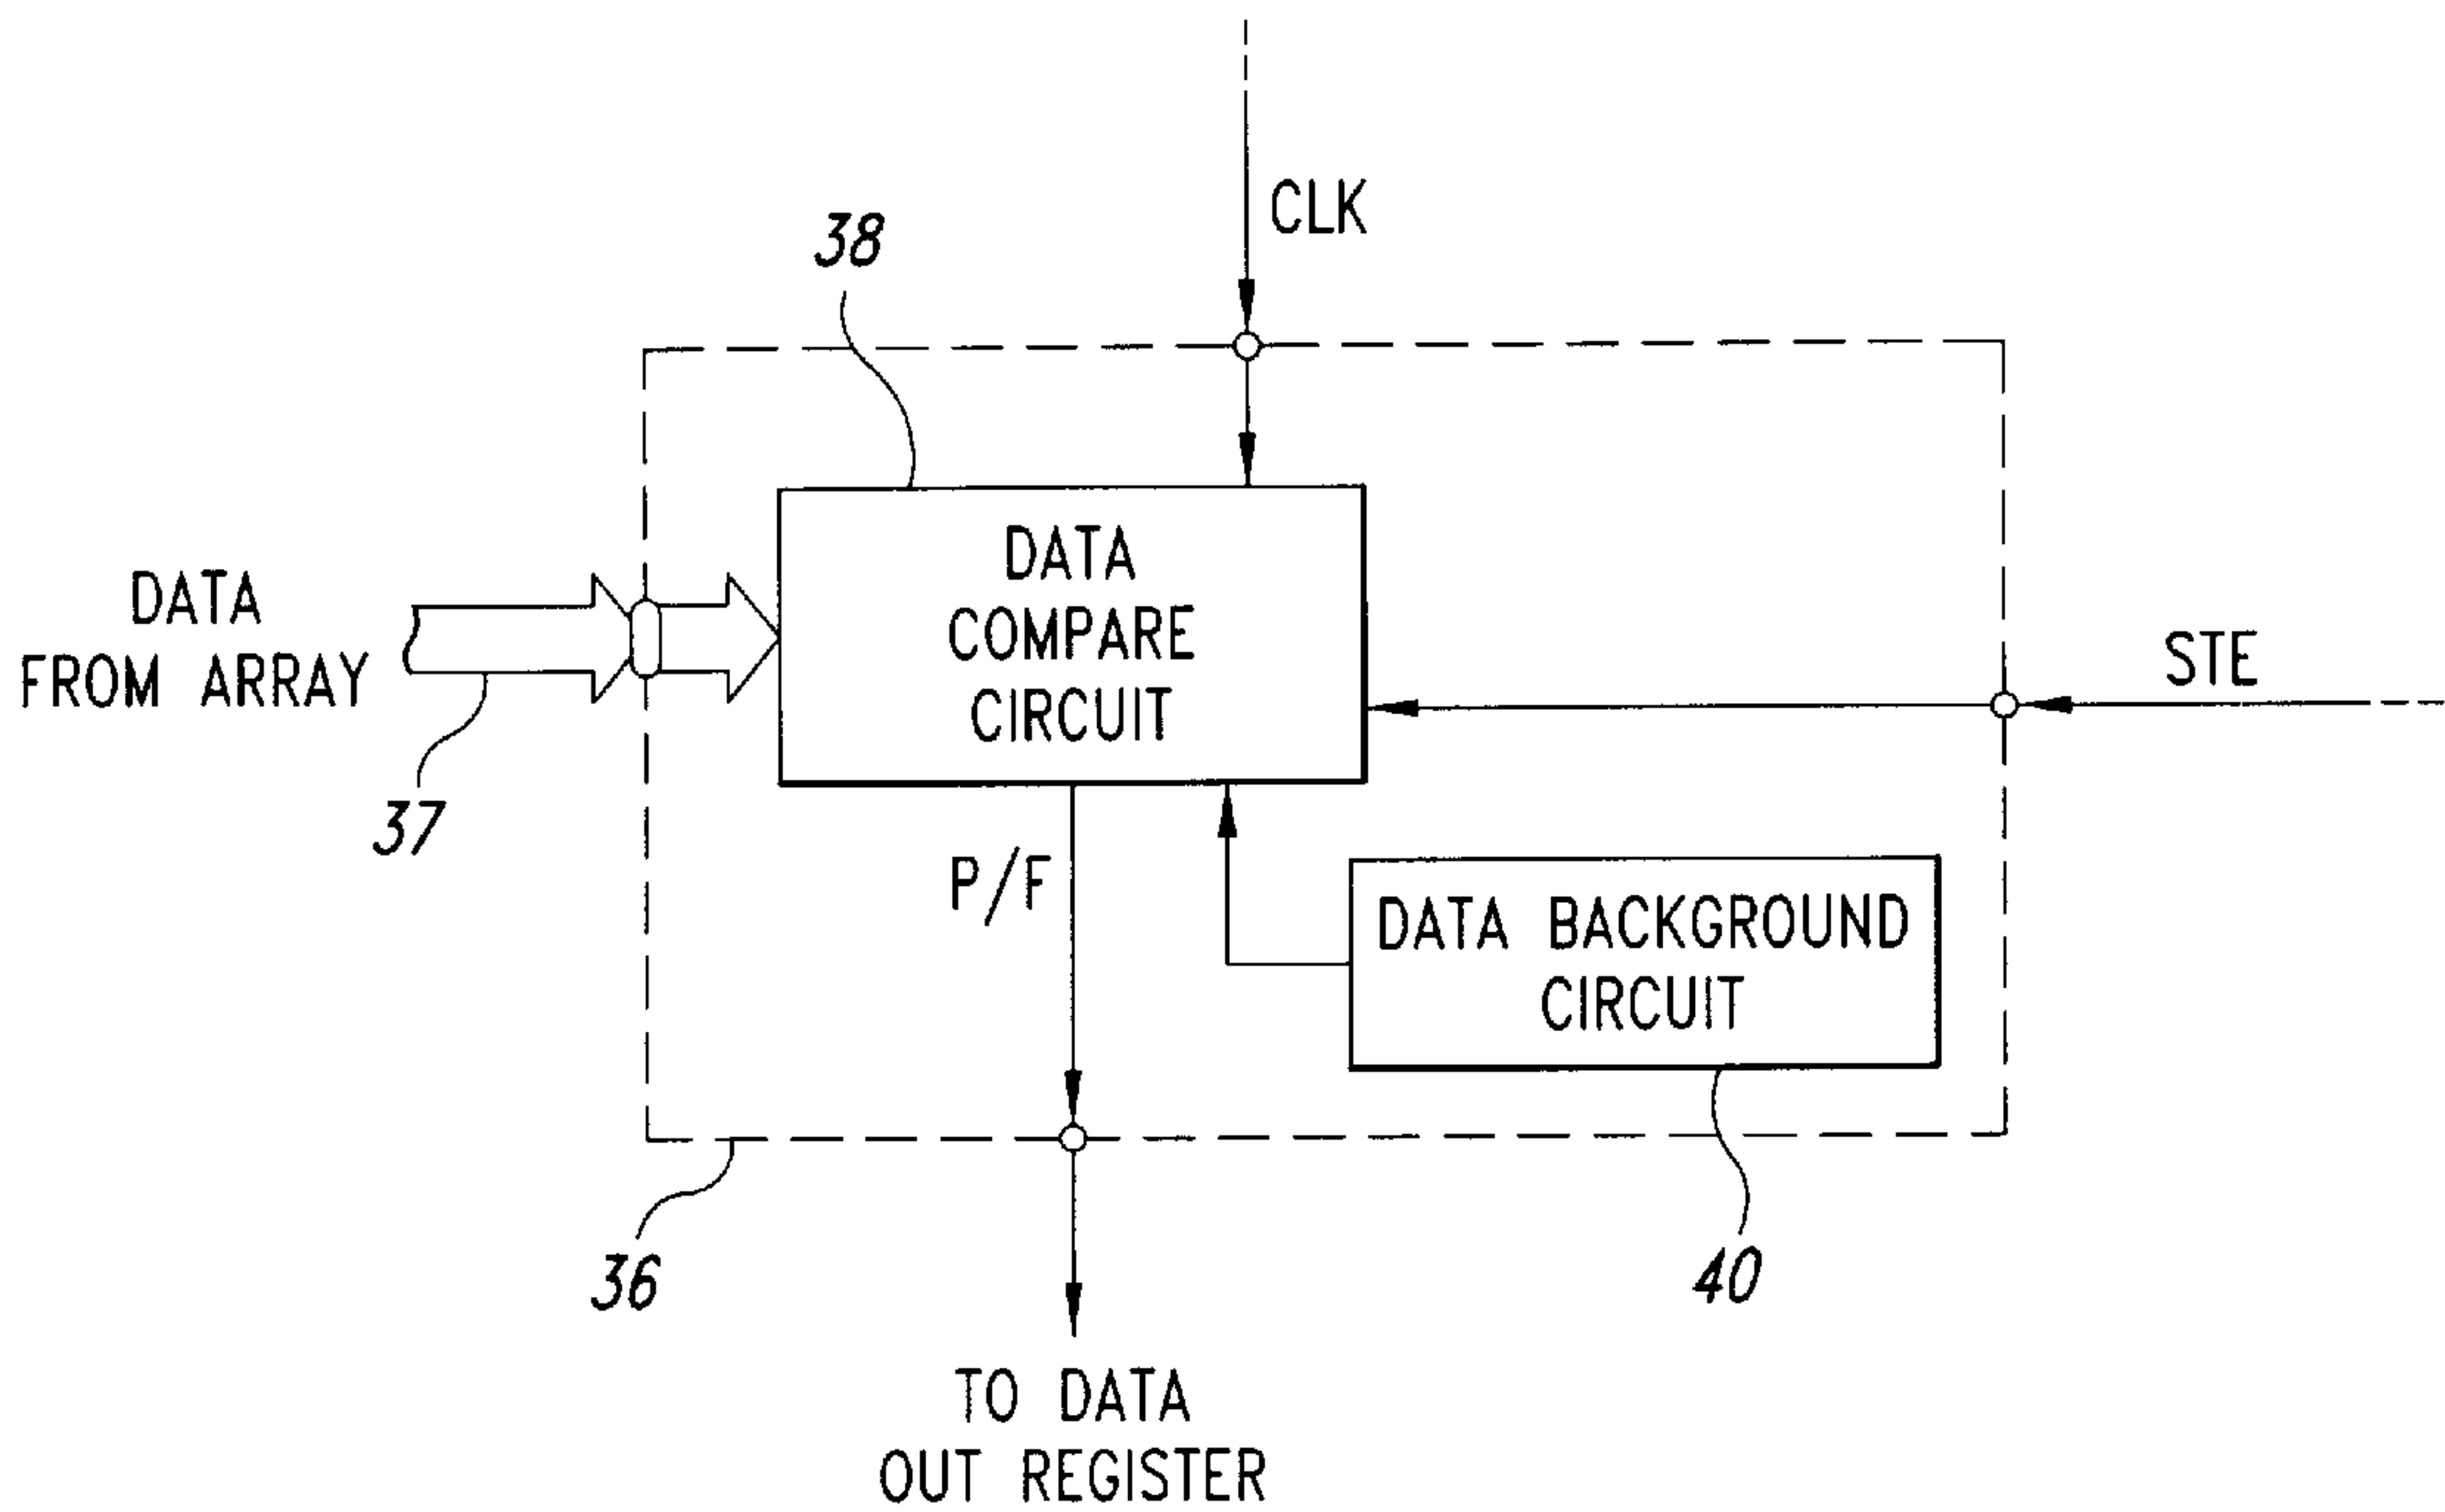 CLK
38
DATA
COMPARE
CIRCUIT
DATA
FROM ARRAY
37
STE
P/F
DATA BACKGROUND
CIRCUIT
36
40
TO DATA
OUT REGISTER